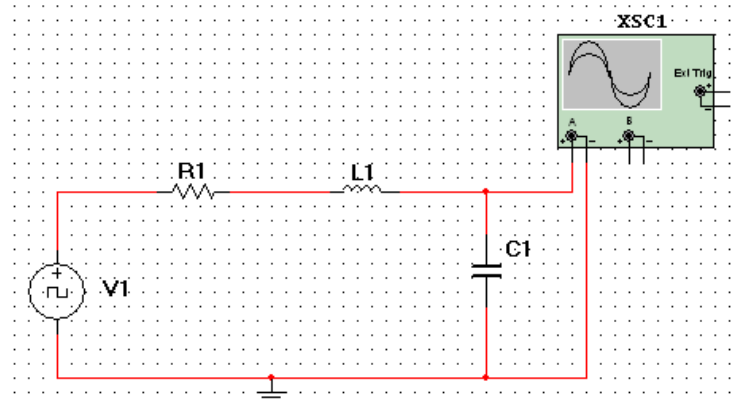 XSC1
Ext Trig
+
−
A
B
+ − + −
R1
L1
C1
+
V1